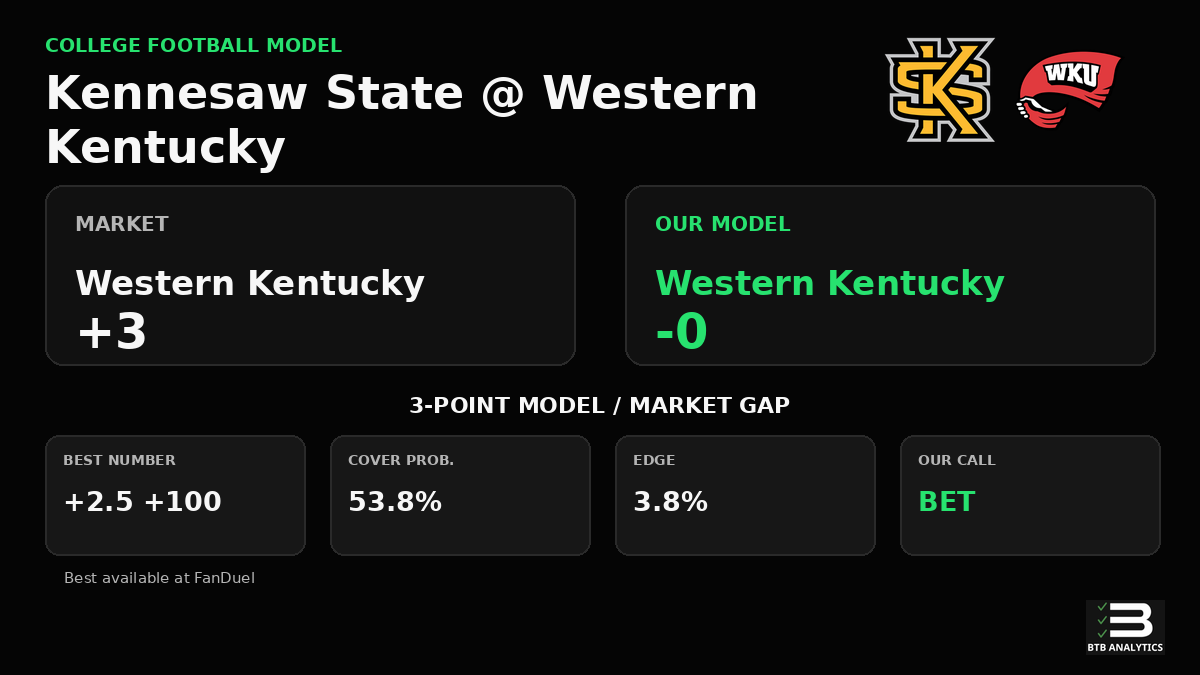 COLLEGE FOOTBALL MODEL
Kennesaw State @ Western
Kentucky
KS
WKU
MARKET
Western Kentucky
+3
OUR MODEL
Western Kentucky
-0
3-POINT MODEL / MARKET GAP
BEST NUMBER
+2.5 +100
COVER PROB.
53.8%
EDGE
3.8%
OUR CALL
BET
Best available at FanDuel
B
BTB ANALYTICS